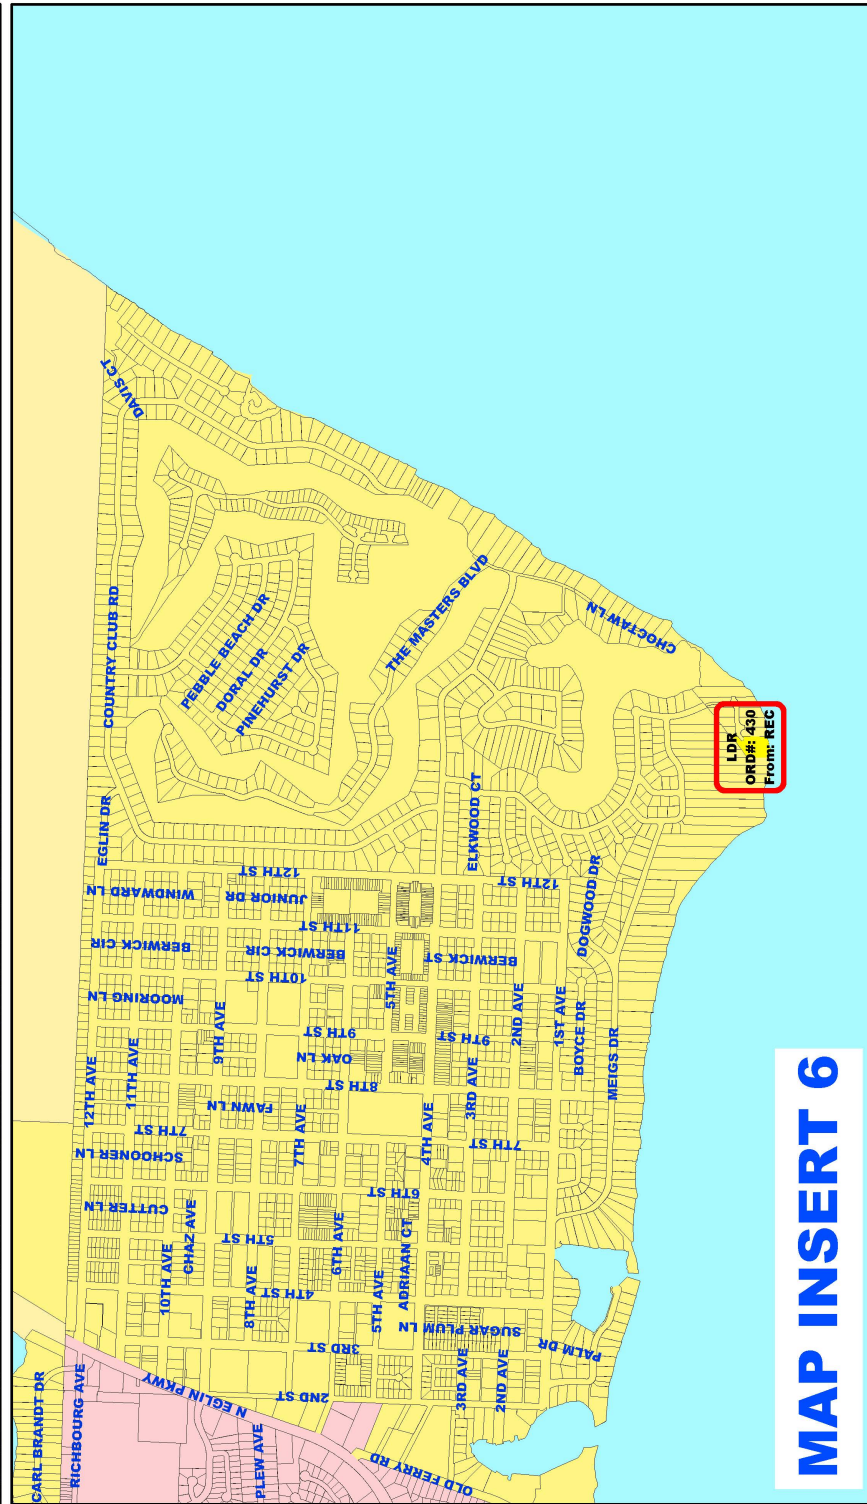 DAVIS CT
COUNTRY CLUB RD
PEBBLE BEACH DR
DORAL DR
PINEHURST DR
THE MASTERS BLVD
CHOCTAW LN
LDR
ORD#: 430
From: REC
EGLIN DR
ELKWOOD CT
12TH ST
12TH ST
WINDWARD LN
JUNIOR DR
11TH ST
DOGWOOD DR
BERWICK CIR
BERWICK CIR
BERWICK ST
10TH ST
5TH AVE
MOORING LN
9TH AVE
9TH ST
9TH ST
2ND AVE
1ST AVE
BOYCE DR
MEIGS DR
OAK LN
8TH ST
12TH AVE
11TH AVE
3RD AVE
FAWN LN
7TH AVE
4TH AVE
7TH ST
7TH ST
SCHOONER LN
6TH ST
CUTTER LN
CHAZ AVE
5TH ST
6TH AVE
ADRIAAN CT
10TH AVE
8TH AVE
4TH ST
5TH AVE
SUGAR PLUM LN
3RD ST
PALM DR
3RD AVE
2ND AVE
2ND ST
N EGLIN PKWY
CARL BRANDT DR
RICHBOURG AVE
PLEW AVE
OLD FERRY RD
MAP INSERT 6